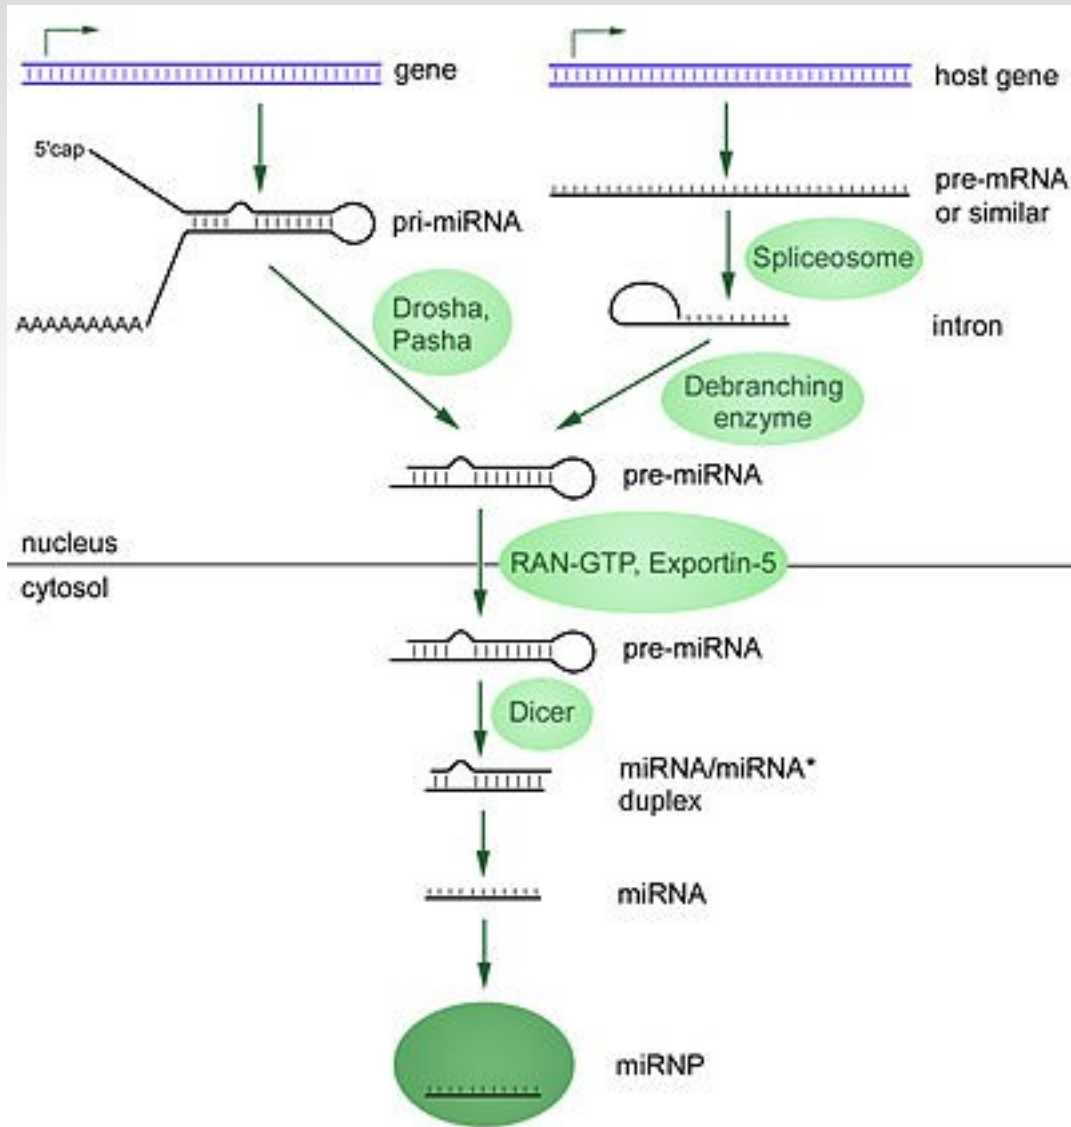 gene
host gene
5'cap
pri-miRNA
pre-mRNA
or similar
Spliceosome
AAAAAAAAA
Drosha,
Pasha
intron
Debranching
enzyme
pre-miRNA
nucleus
RAN-GTP, Exportin-5
cytosol
pre-miRNA
Dicer
miRNA/miRNA*
duplex
miRNA
miRNP